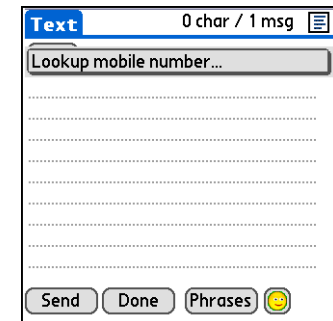 Text 0 char / 1 msg
Lookup mobile number...
Send Done Phrases